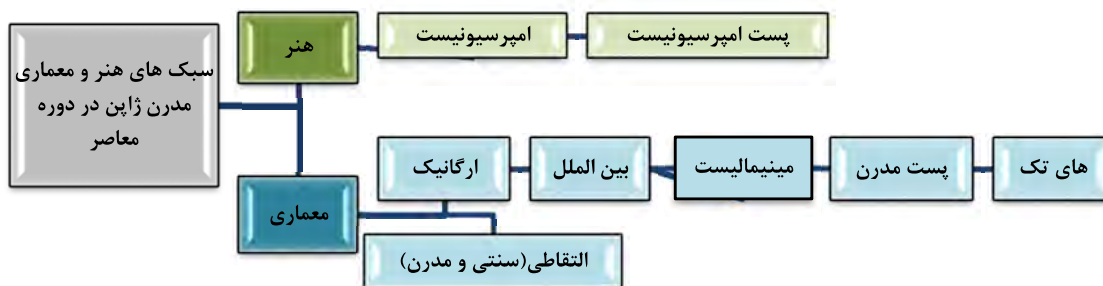 سبک های هنر و معماری
مدرن ژاپن در دوره
معاصر
هنر
امپرسیونیست
پست امپرسیونیست
معماری
ارگانیک
بین الملل
مینیمالیست
پست مدرن
های تک
التقاطی(سنتی و مدرن)